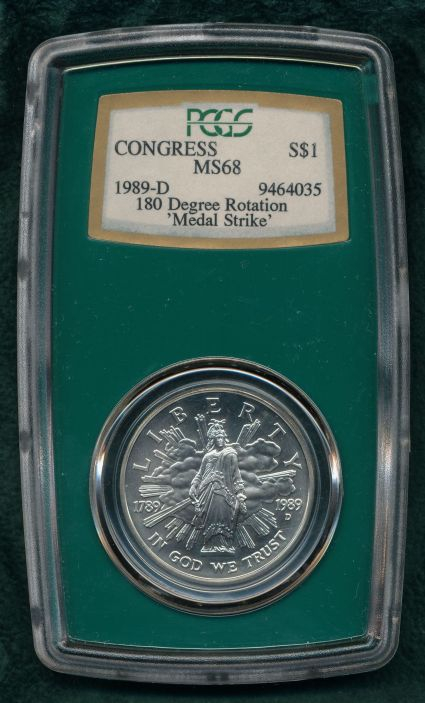 PCGS
CONGRESS S$1
MS68
1989-D 9464035
180 Degree Rotation
'Medal Strike'
LIBERTY
1789 1989
D
IN GOD WE TRUST